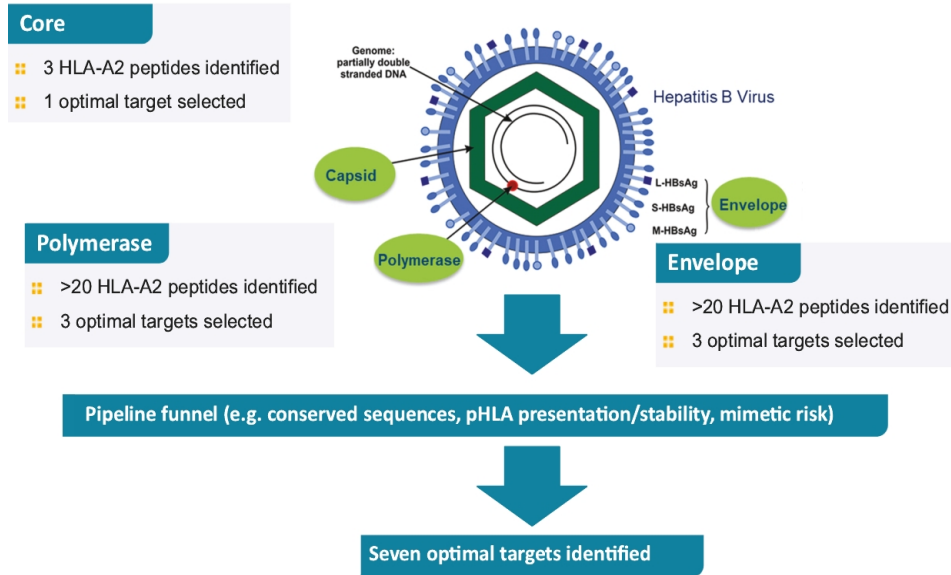 Core
3 HLA-A2 peptides identified
1 optimal target selected
Genome:
partially double
stranded DNA
Hepatitis B Virus
Capsid
L-HBsAg
S-HBsAg
M-HBsAg
Envelope
Polymerase
Polymerase
>20 HLA-A2 peptides identified
3 optimal targets selected
Envelope
>20 HLA-A2 peptides identified
3 optimal targets selected
Pipeline funnel (e.g. conserved sequences, pHLA presentation/stability, mimetic risk)
Seven optimal targets identified